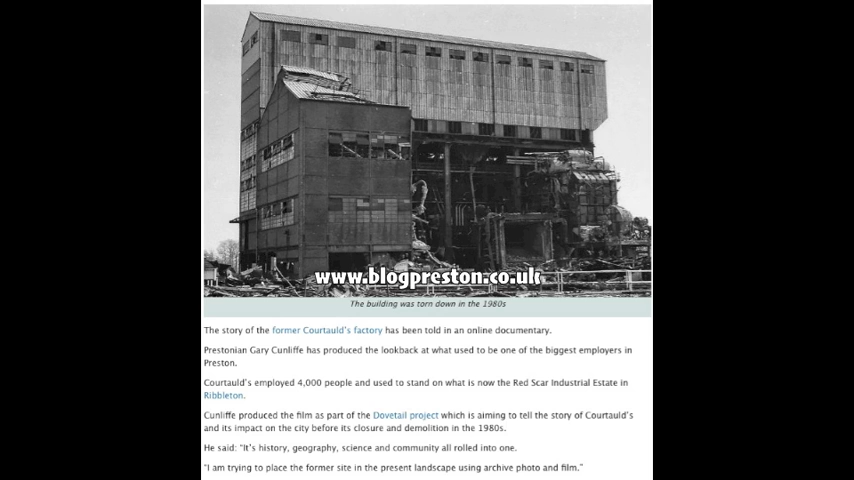 www.blogpreston.co.uk
The building was torn down in the 1980s
The story of the former Courtauld's factory has been told in an online documentary.
Prestonian Gary Cunliffe has produced the lookback at what used to be one of the biggest employers in
Preston.
Courtauld's employed 4,000 people and used to stand on what is now the Red Scar Industrial Estate in
Ribbleton.
Cunliffe produced the film as part of the Dovetail project which is aiming to tell the story of Courtauld's
and its impact on the city before its closure and demolition in the 1980s.
He said: "It's history, geography, science and community all rolled into one.
"I am trying to place the former site in the present landscape using archive photo and film."